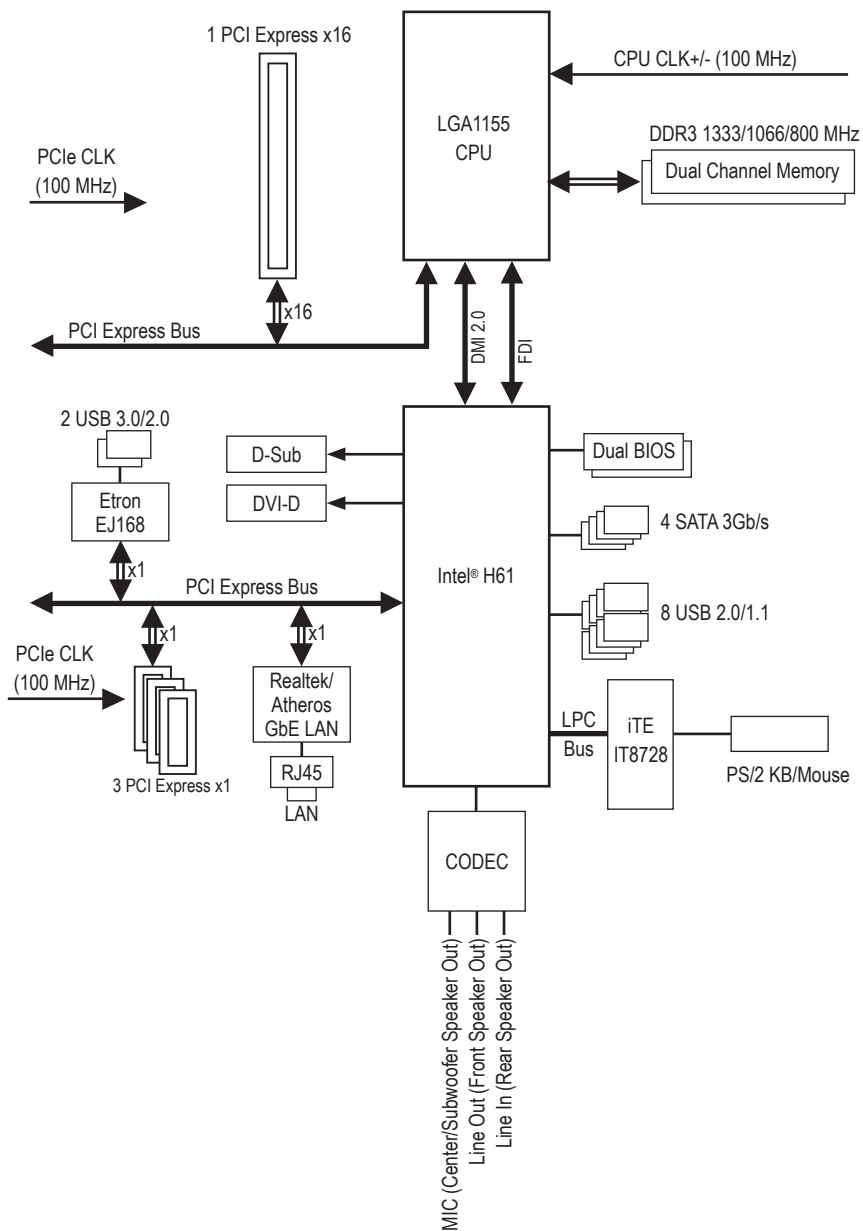 1 PCI Express x16
CPU CLK+/- (100 MHz)
LGA1155
CPU
DDR3 1333/1066/800 MHz
Dual Channel Memory
PCIe CLK
(100 MHz)
x16
PCI Express Bus
DMI 2.0
FDI
2 USB 3.0/2.0
Etron
EJ168
D-Sub
DVI-D
Dual BIOS
4 SATA 3Gb/s
x1
PCI Express Bus
Intel® H61
8 USB 2.0/1.1
x1
x1
PCIe CLK
(100 MHz)
Realtek/
Atheros
GbE LAN
RJ45
LAN
3 PCI Express x1
LPC
Bus
iTE
IT8728
PS/2 KB/Mouse
CODEC
MIC (Center/Subwoofer Speaker Out)
Line Out (Front Speaker Out)
Line In (Rear Speaker Out)